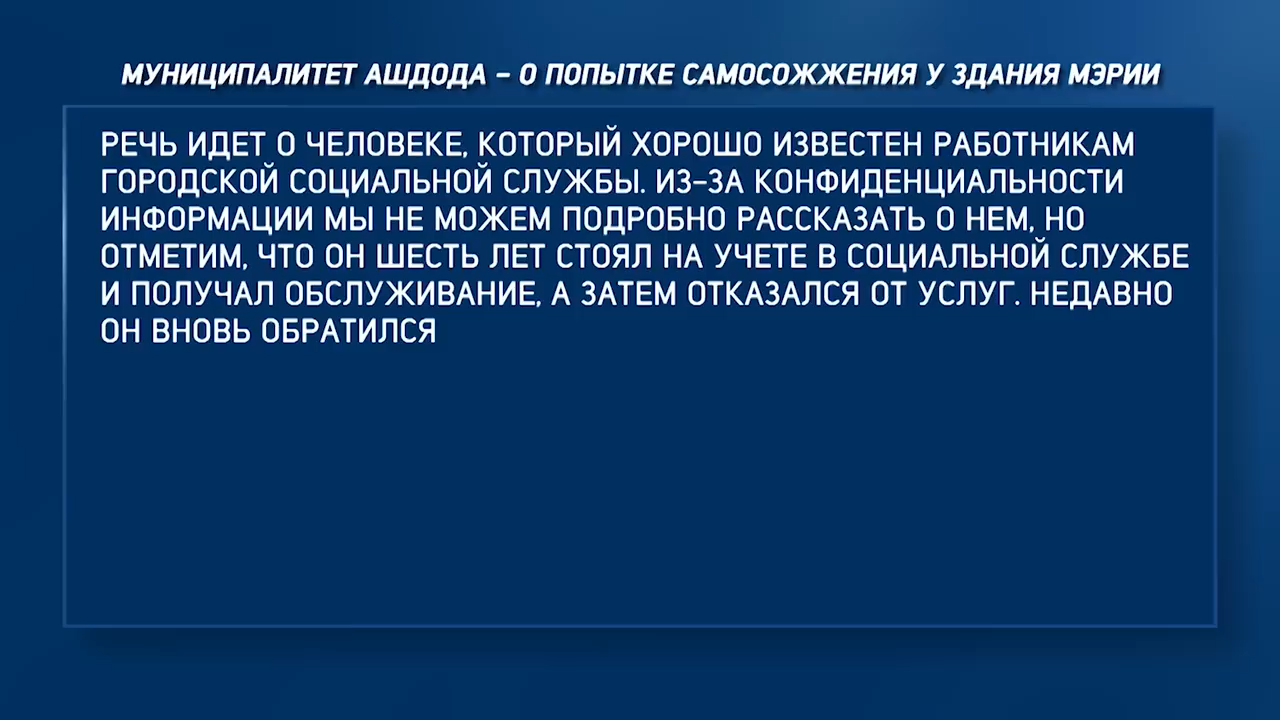 МУНИЦИПАЛИТЕТ АШДОДА – О ПОПЫТКЕ САМОСОЖЖЕНИЯ У ЗДАНИЯ МЭРИИ
РЕЧЬ ИДЕТ О ЧЕЛОВЕКЕ, КОТОРЫЙ ХОРОШО ИЗВЕСТЕН РАБОТНИКАМ
ГОРОДСКОЙ СОЦИАЛЬНОЙ СЛУЖБЫ. ИЗ-ЗА КОНФИДЕНЦИАЛЬНОСТИ
ИНФОРМАЦИИ МЫ НЕ МОЖЕМ ПОДРОБНО РАССКАЗАТЬ О НЕМ, НО
ОТМЕТИМ, ЧТО ОН ШЕСТЬ ЛЕТ СТОЯЛ НА УЧЕТЕ В СОЦИАЛЬНОЙ СЛУЖБЕ
И ПОЛУЧАЛ ОБСЛУЖИВАНИЕ, А ЗАТЕМ ОТКАЗАЛСЯ ОТ УСЛУГ. НЕДАВНО
ОН ВНОВЬ ОБРАТИЛСЯ